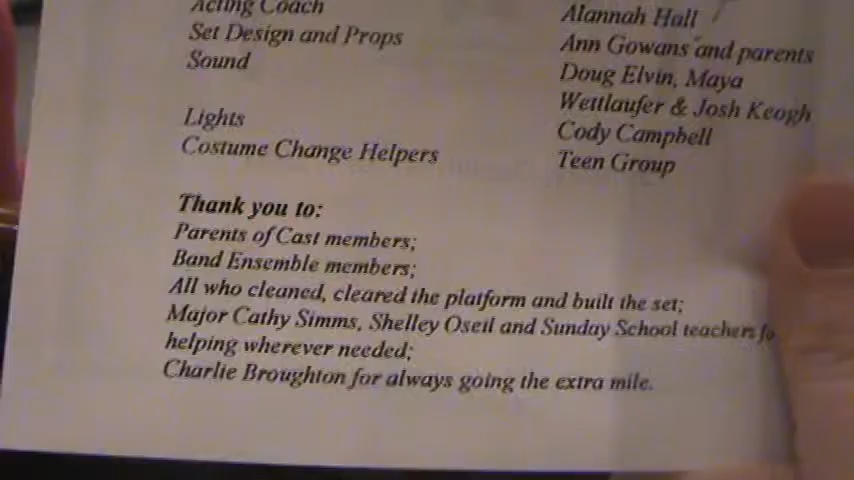 Acting Coach Alannah Hall
Set Design and Props Ann Gowans and parents
Sound Doug Elvin, Maya
Wettlaufer & Josh Keogh
Lights Cody Campbell
Costume Change Helpers Teen Group
Thank you to:
Parents of Cast members;
Band Ensemble members;
All who cleaned, cleared the platform and built the set;
Major Cathy Simms, Shelley Oseil and Sunday School teachers
helping wherever needed;
Charlie Broughton for always going the extra mile.